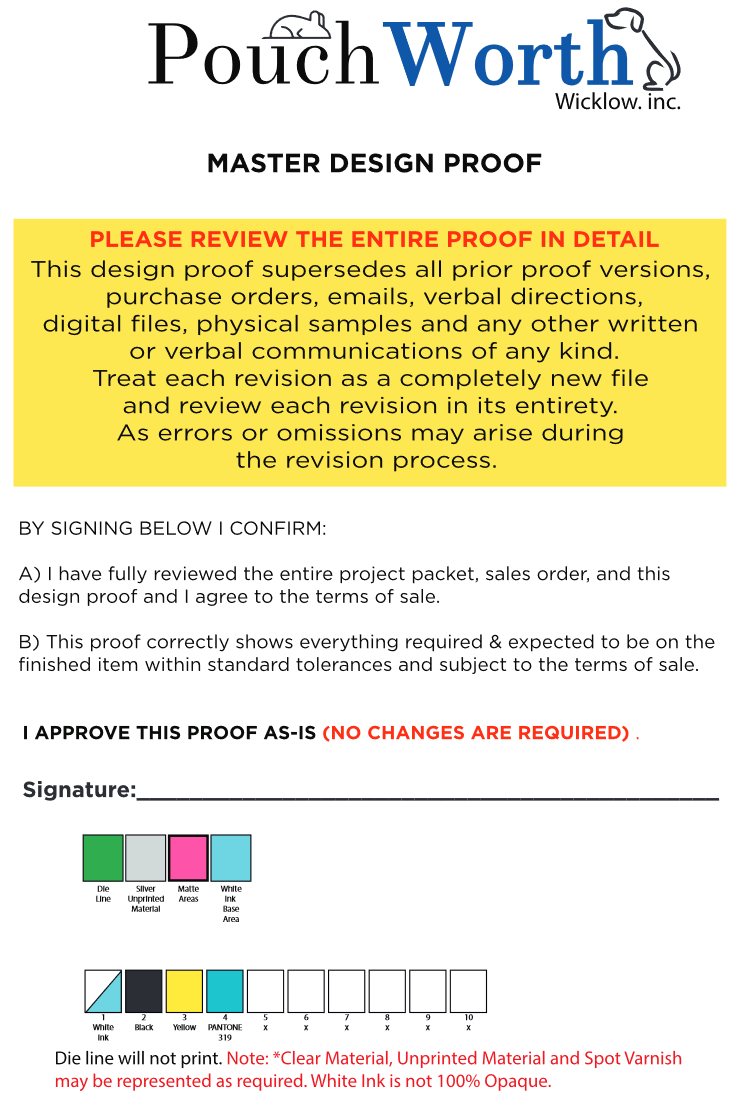 PouchWorth
Wicklow. inc.
MASTER DESIGN PROOF
PLEASE REVIEW THE ENTIRE PROOF IN DETAIL
This design proof supersedes all prior proof versions,
purchase orders, emails, verbal directions,
digital files, physical samples and any other written
or verbal communications of any kind.
Treat each revision as a completely new file
and review each revision in its entirety.
As errors or omissions may arise during
the revision process.
BY SIGNING BELOW I CONFIRM:
A) I have fully reviewed the entire project packet, sales order, and this
design proof and I agree to the terms of sale.
B) This proof correctly shows everything required & expected to be on the
finished item within standard tolerances and subject to the terms of sale.
I APPROVE THIS PROOF AS-IS (NO CHANGES ARE REQUIRED) .
Signature:
Die Silver Matte White
Line Unprinted Areas Ink
Material Base
Area
1 2 3 4 5 6 7 8 9 10
White Black Yellow PANTONE x x x x x x
Ink 319
Die line will not print. Note: *Clear Material, Unprinted Material and Spot Varnish
may be represented as required. White Ink is not 100% Opaque.